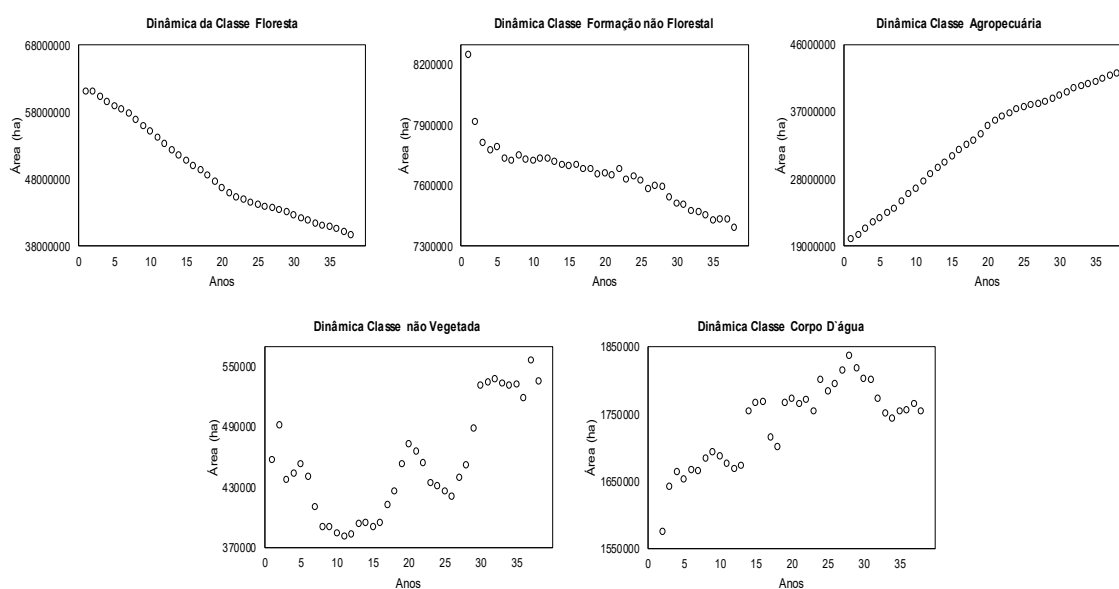 Dinâmica da Classe Floresta
68000000
58000000
48000000
38000000
Área (ha)
0 5 10 15 20 25 30 35
Anos
Dinâmica Classe Formação não Florestal
8200000
7900000
7600000
7300000
Área (ha)
0 5 10 15 20 25 30 35
Anos
Dinâmica Classe Agropecuária
46000000
37000000
28000000
19000000
Área (ha)
0 5 10 15 20 25 30 35
Anos
Dinâmica Classe não Vegetada
550000
490000
430000
370000
Área (ha)
0 5 10 15 20 25 30 35
Anos
Dinâmica Classe Corpo D`água
1850000
1750000
1650000
1550000
Área (ha)
0 5 10 15 20 25 30 35
Anos